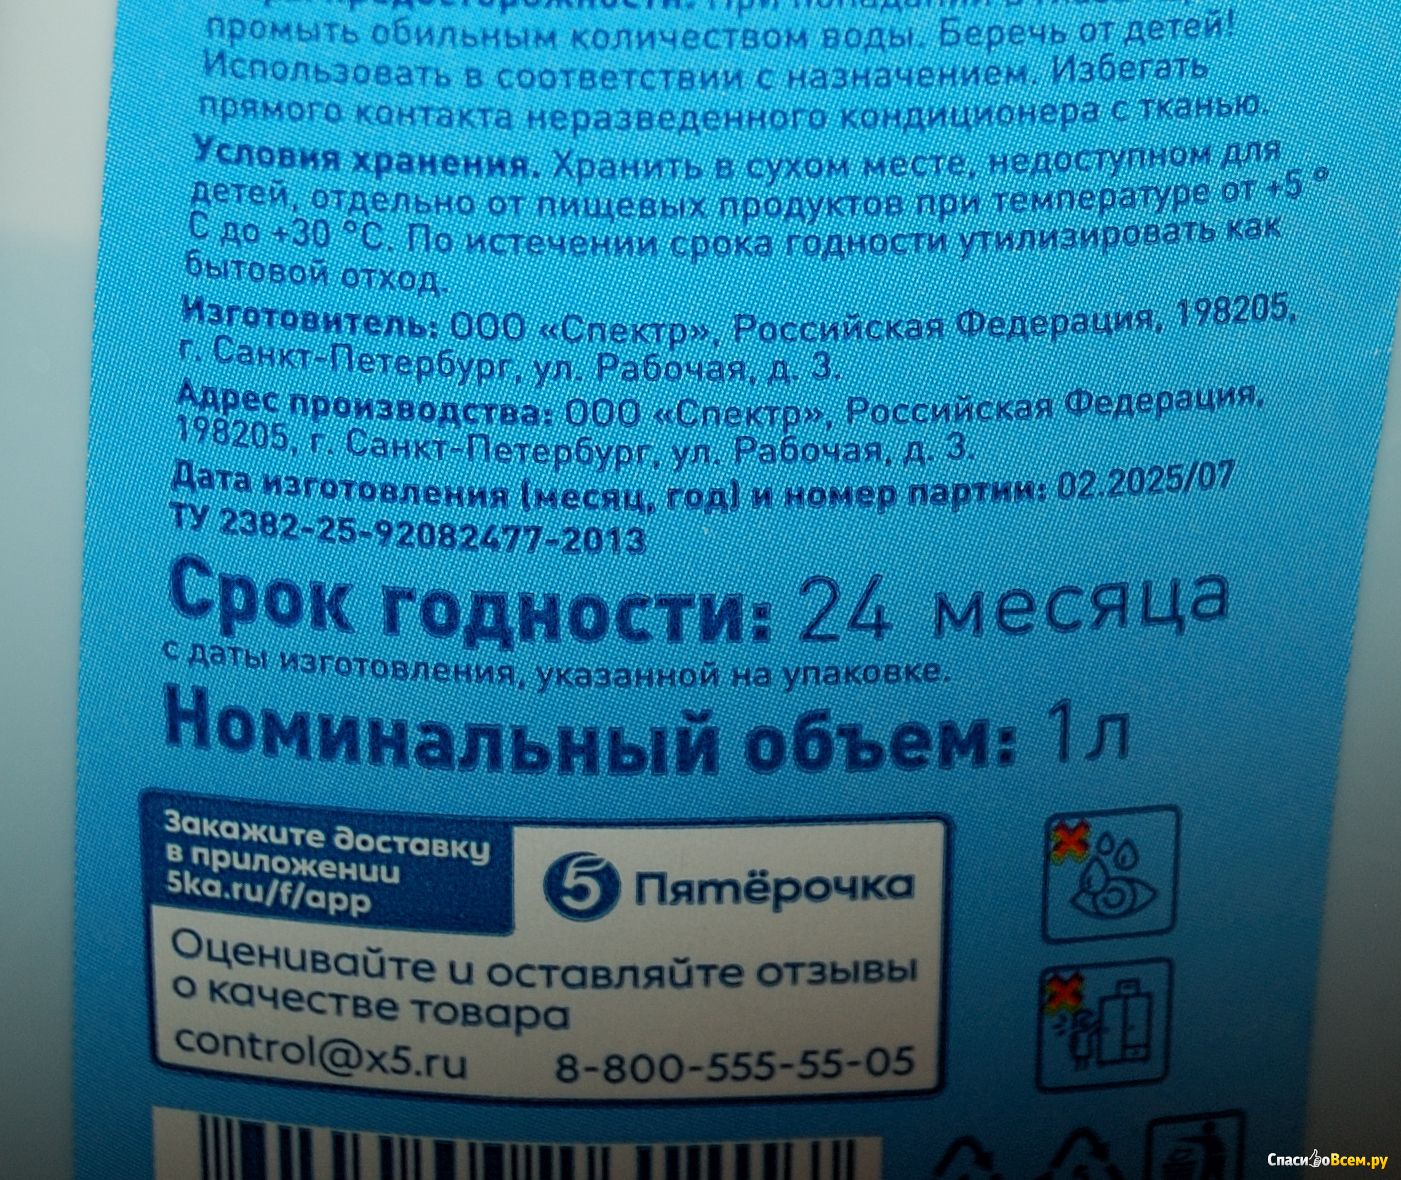 предосторожности. При попадании в глаза
промыть обильным количеством воды. Беречь от детей!
Использовать в соответствии с назначением. Избегать
прямого контакта неразведенного кондиционера с тканью.
Условия хранения. Хранить в сухом месте, недоступном для
детей, отдельно от пищевых продуктов при температуре от +5 °
С до +30 °С. По истечении срока годности утилизировать как
бытовой отход.
Изготовитель: ООО «Спектр», Российская Федерация, 198205,
г. Санкт-Петербург, ул. Рабочая, д. 3.
Адрес производства: ООО «Спектр», Российская Федерация,
198205, г. Санкт-Петербург, ул. Рабочая, д. 3.
Дата изготовления (месяц, год) и номер партии: 02.2025/07
ТУ 2382-25-92082477-2013
Срок годности: 24 месяца
с даты изготовления, указанной на упаковке.
Номинальный объем: 1л
Закажите доставку
в приложении
5ka.ru/f/app
5 Пятёрочка
Оценивайте и оставляйте отзывы
о качестве товара
control@x5.ru 8-800-555-55-05
СпасибоВсем.ру